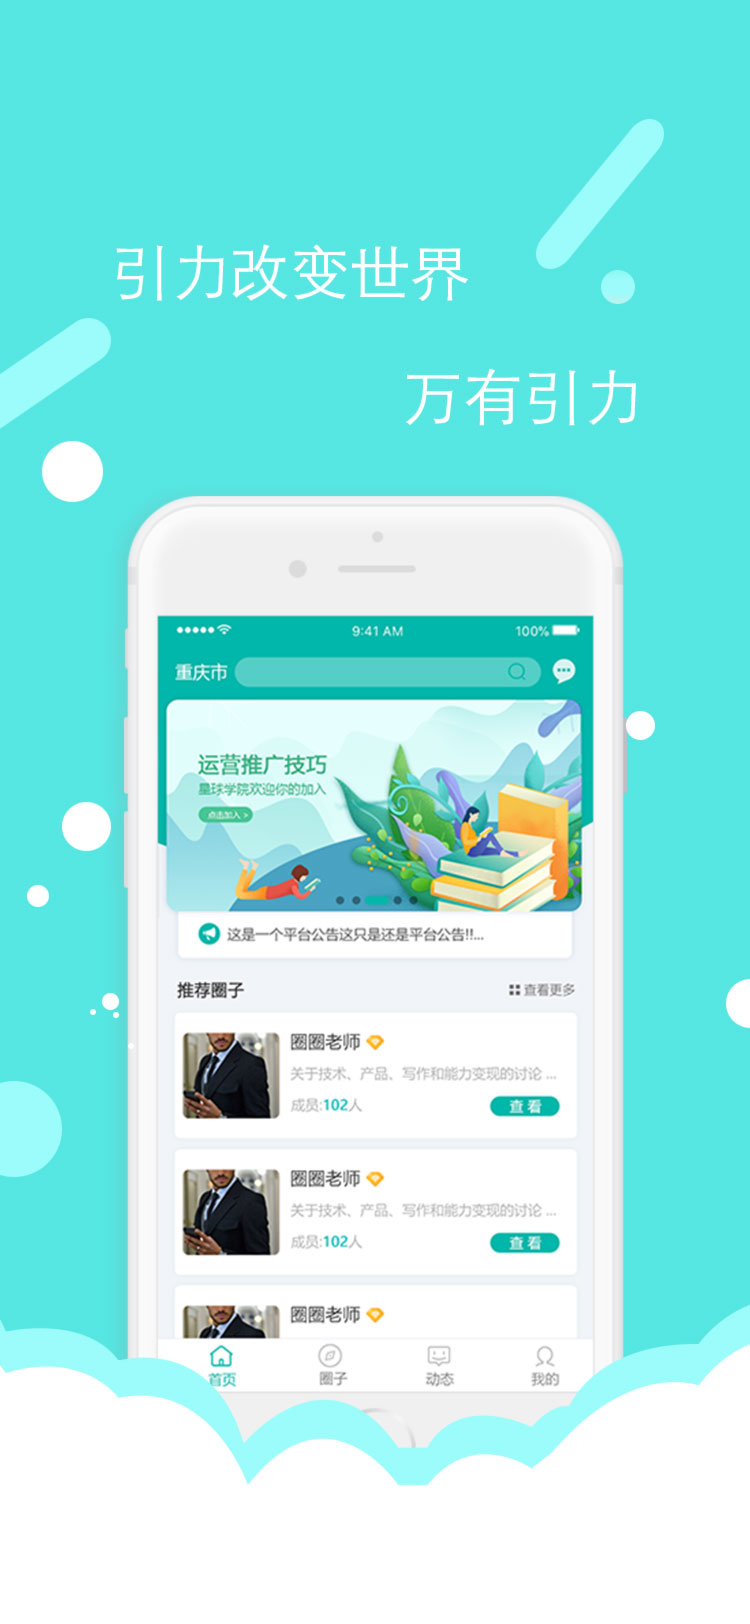 引力改变世界
万有引力
9:41 AM
100%
重庆市
运营推广技巧
星球学院欢迎你的加入
点击加入 >
这是一个平台公告这只是还是平台公告!!...
推荐圈子
查看更多
圈圈老师
关于技术、产品、写作和能力变现的讨论 ...
成员:102人
查 看
圈圈老师
关于技术、产品、写作和能力变现的讨论 ...
成员:102人
查 看
圈圈老师
首页
圈子
动态
我的